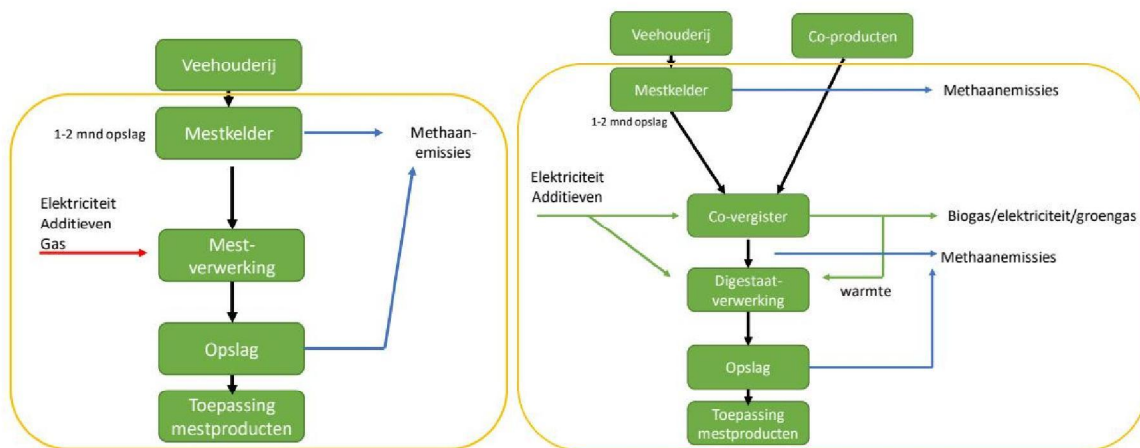 Veehouderij
Mestkelder
1-2 mnd opslag
Methaan-
emissies
Elektriciteit
Additieven
Gas
Mest-
verwerking
Opslag
Toepassing
mestproducten
Veehouderij
Co-producten
Mestkelder
1-2 mnd opslag
Methaanemissies
Elektriciteit
Additieven
Co-vergister
Biogas/elektriciteit/groengas
Methaanemissies
Digestaat-
verwerking
warmte
Opslag
Toepassing
mestproducten